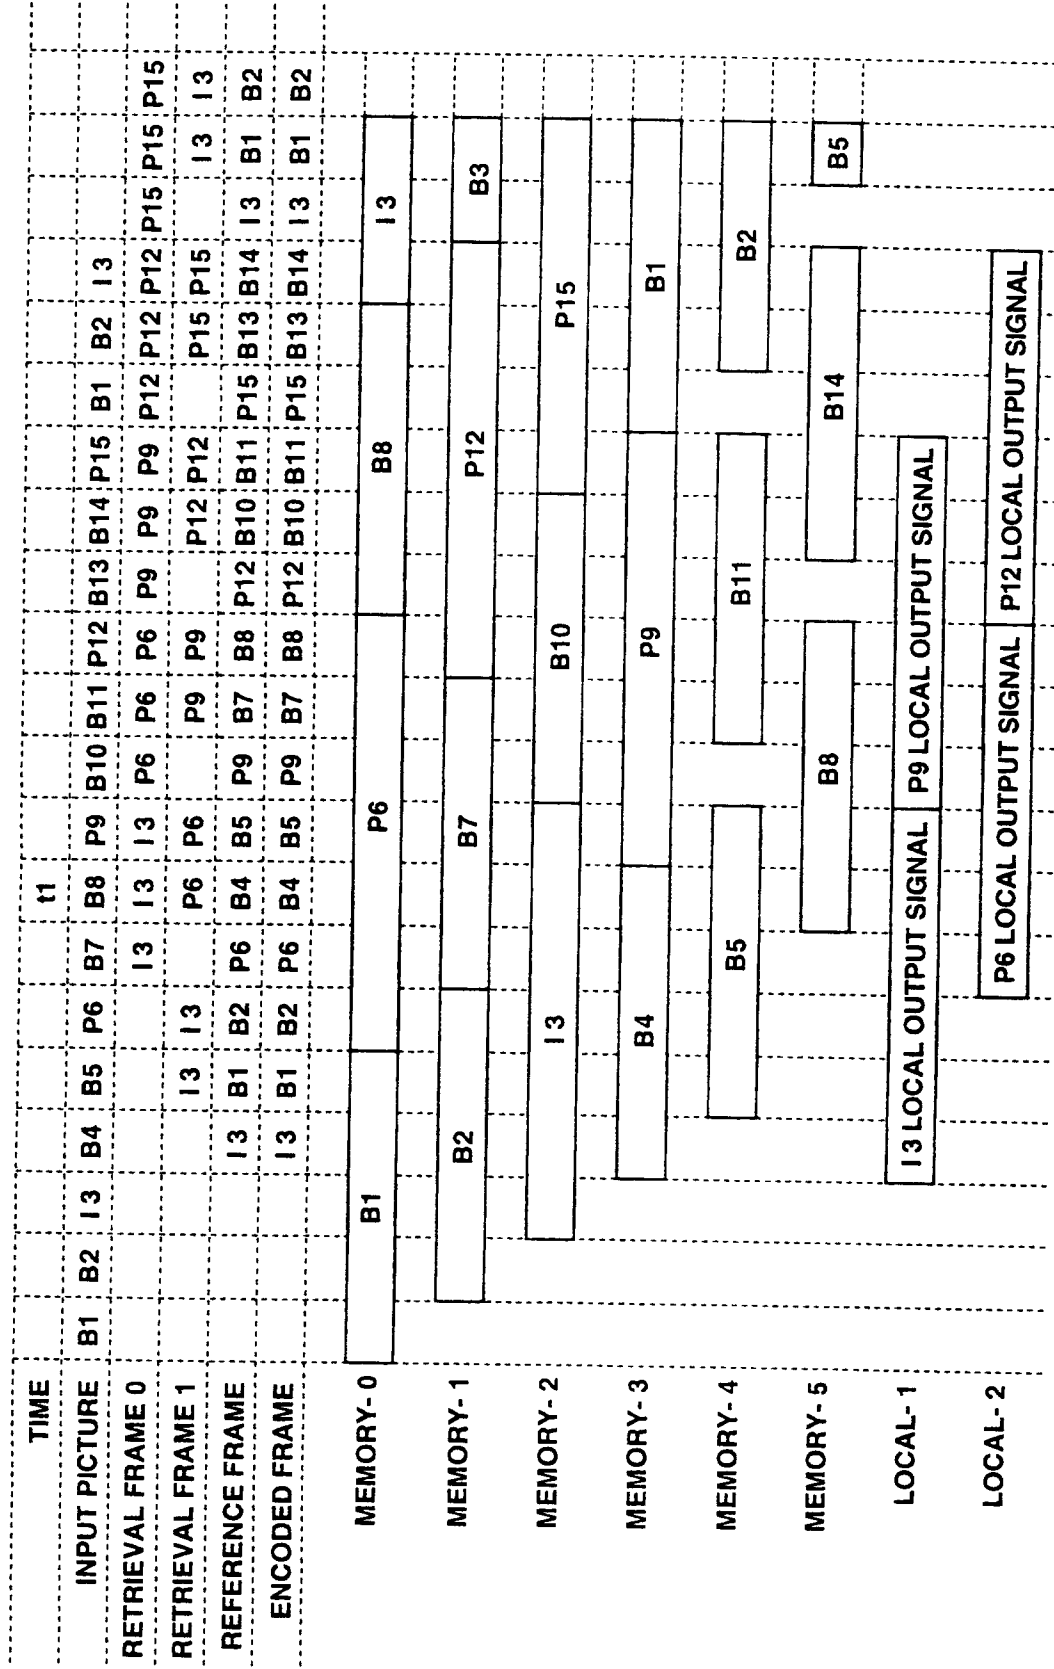 TIME t1
INPUT PICTURE B1 B2 I3 B4 B5 P6 B7 B8 P9 B10 B11 P12 B13 B14 P15 B1 B2 I3
RETRIEVAL FRAME 0 I3 I3 I3 P6 P6 P6 P9 P9 P9 P12 P12 P12 P15 P15 P15
RETRIEVAL FRAME 1 I3 I3 P6 P6 P9 P9 P12 P12 P15 P15 I3 I3
REFERENCE FRAME I3 B1 B2 P6 B4 B5 P9 B7 B8 P12 B10 B11 P15 B13 B14 I3 B1 B2
ENCODED FRAME I3 B1 B2 P6 B4 B5 P9 B7 B8 P12 B10 B11 P15 B13 B14 I3 B1 B2
MEMORY-0 B1 P6 B8 I3
MEMORY-1 B2 B7 P12 B3
MEMORY-2 I3 B10 P15
MEMORY-3 B4 P9 B1
MEMORY-4 B5 B11 B2
MEMORY-5 B8 B14 B5
LOCAL-1 I3 LOCAL OUTPUT SIGNAL P9 LOCAL OUTPUT SIGNAL
LOCAL-2 P6 LOCAL OUTPUT SIGNAL P12 LOCAL OUTPUT SIGNAL